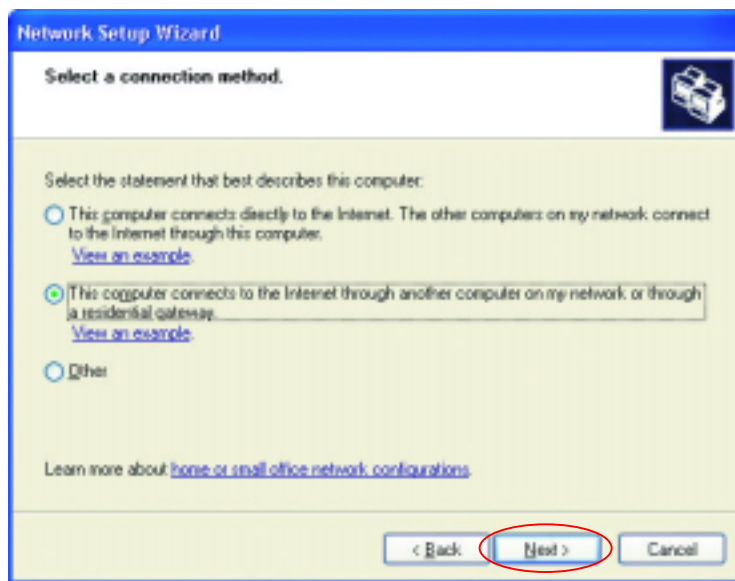 Network Setup Wizard
Select a connection method.
Select the statement that best describes this computer:
This computer connects directly to the Internet. The other computers on my network connect
to the Internet through this computer.
View an example.
This computer connects to the Internet through another computer on my network or through
a residential gateway.
View an example.
Other
Learn more about home or small office network configurations.
< Back
Next >
Cancel